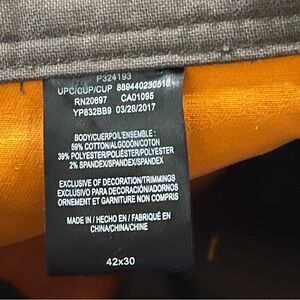 P324193
UPC/CUP/CUP 889440230518
RN20697 CA01095
YP832BB9 03/28/2017
BODY/CUERPO/L'ENSEMBLE :
59% COTTON/ALGODÓN/COTON
39% POLYESTER/POLIÉSTER/POLYESTER
2% SPANDEX/SPANDEX/SPANDEX
EXCLUSIVE OF DECORATION/TRIMMINGS
EXCLUSIVO PARA DECORACIÓN/ADORNOS
ORNEMENT ET GARNITURE NON COMPRIS
MADE IN / HECHO EN / FABRIQUÉ EN
CHINA/CHINA/CHINE
42x30